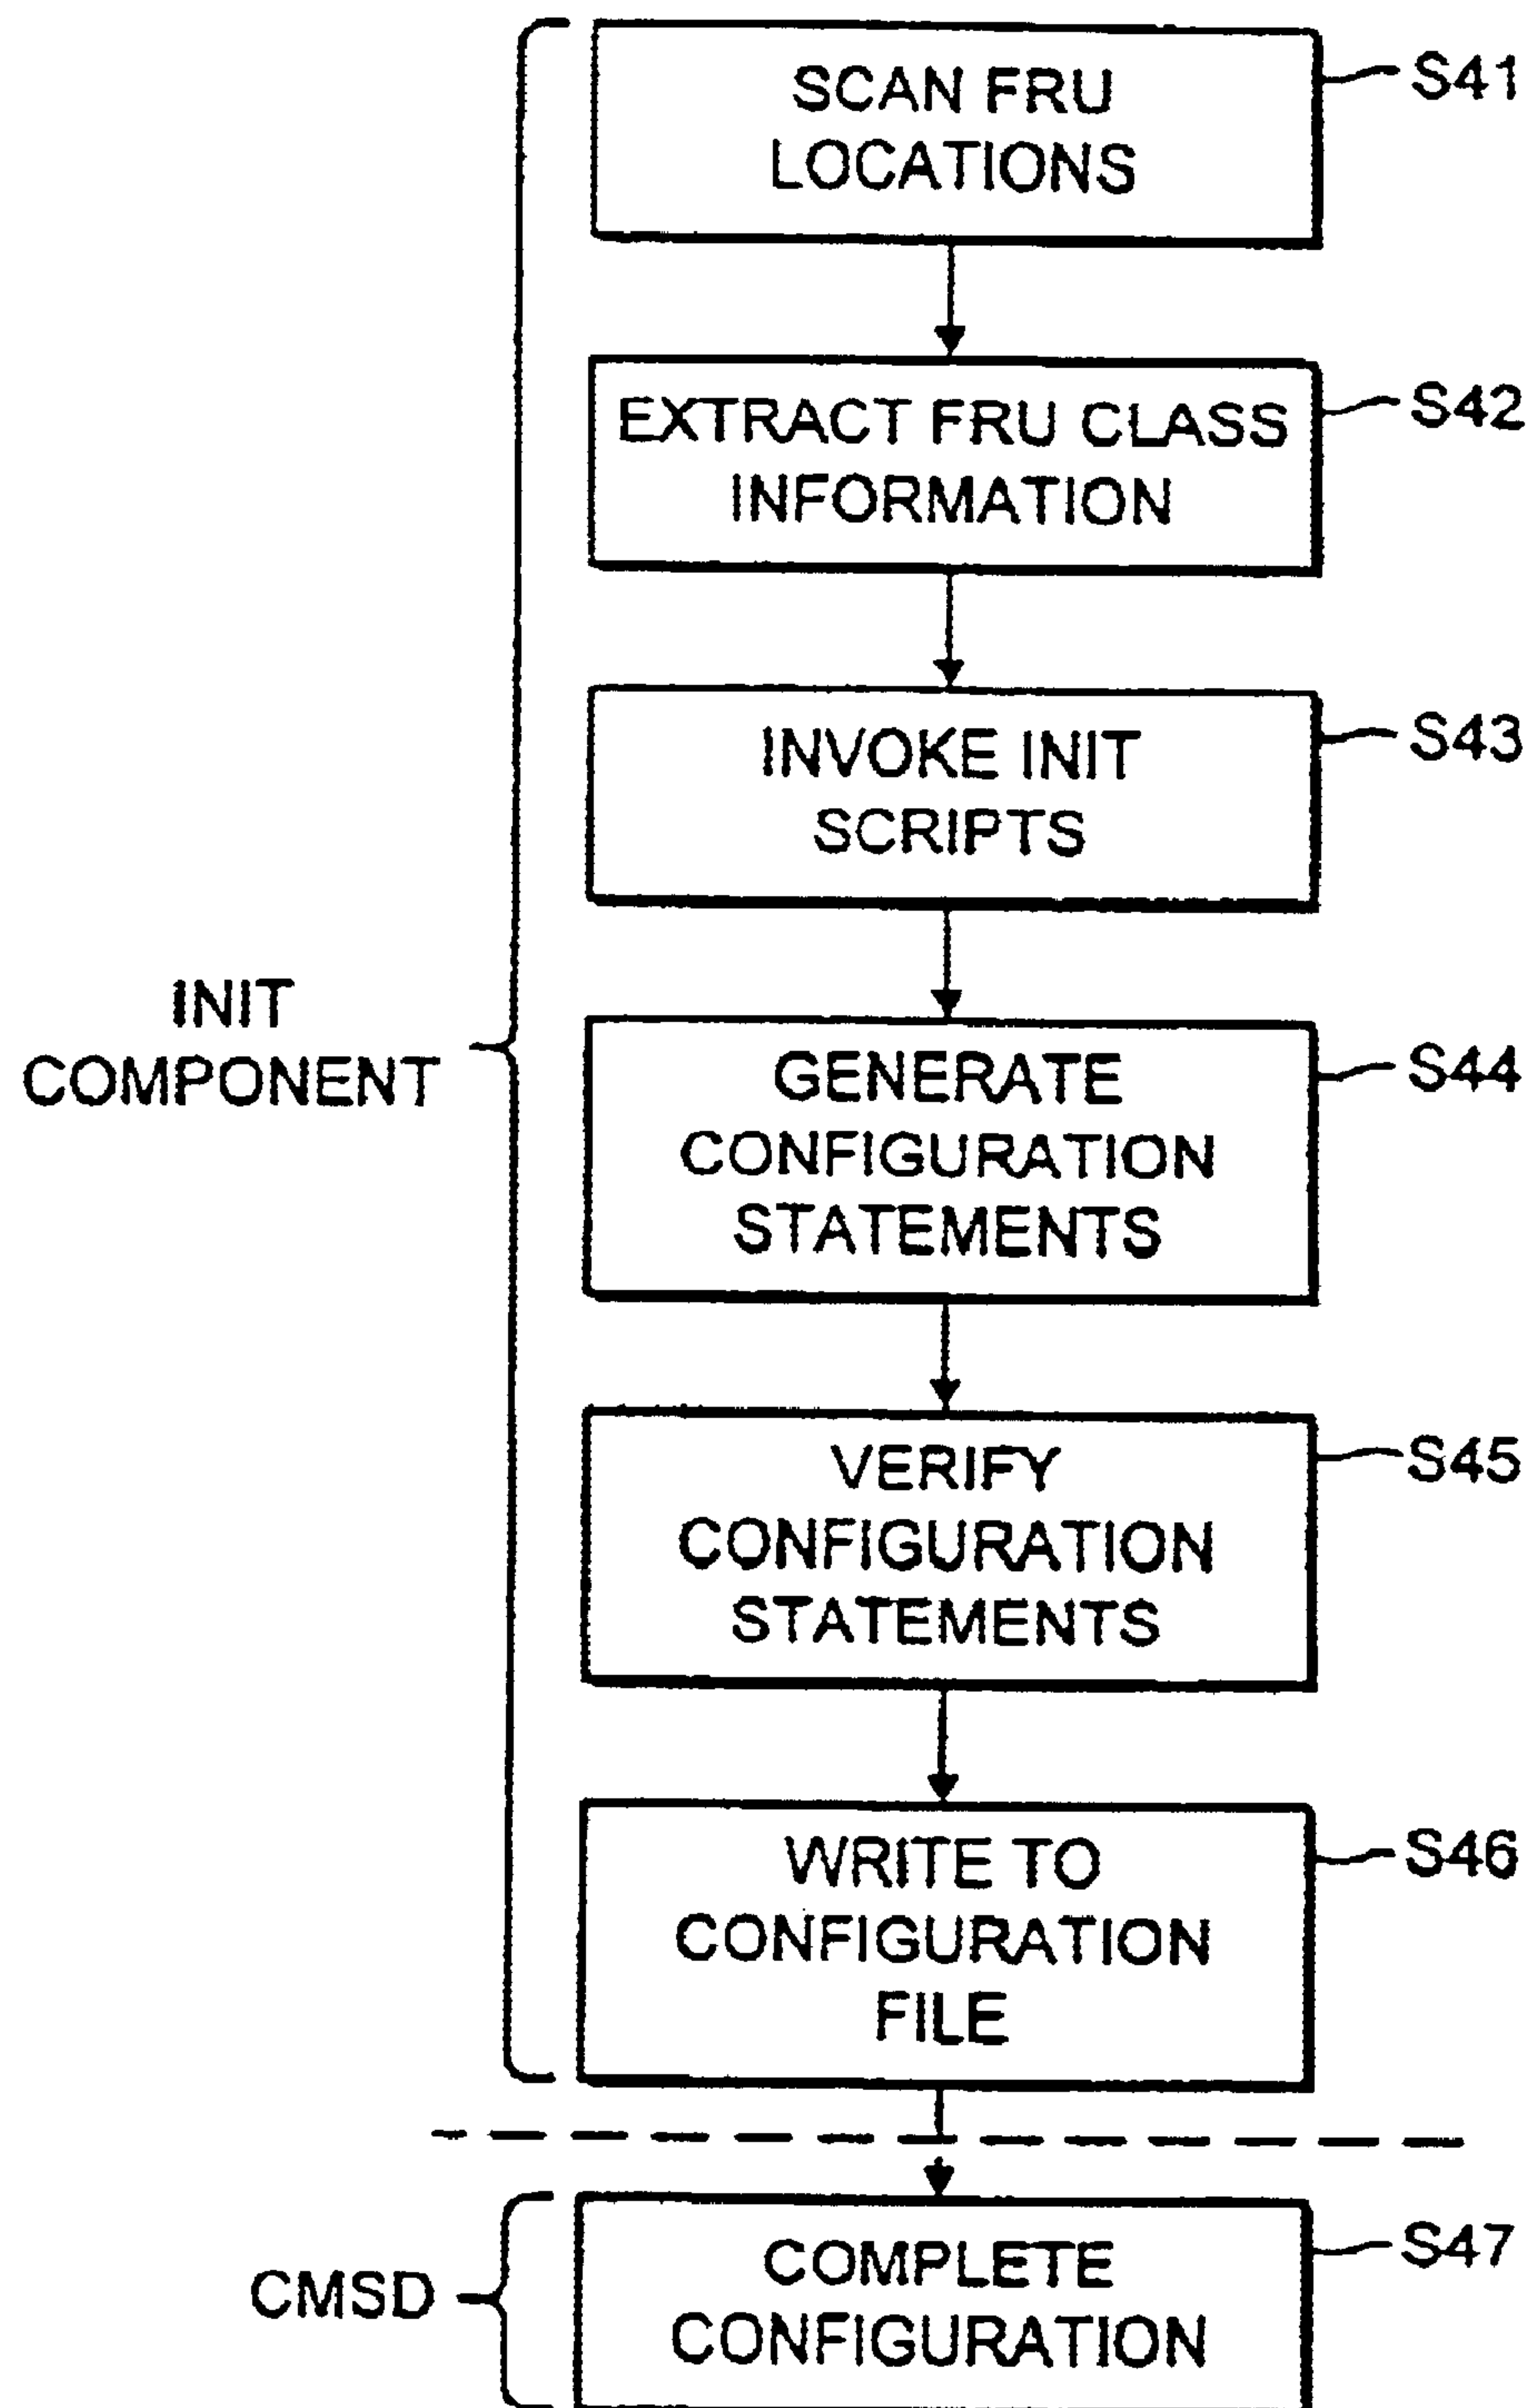 SCAN FRU
LOCATIONS
S41
EXTRACT FRU CLASS
INFORMATION
S42
INVOKE INIT
SCRIPTS
S43
INIT
COMPONENT
GENERATE
CONFIGURATION
STATEMENTS
S44
VERIFY
CONFIGURATION
STATEMENTS
S45
WRITE TO
CONFIGURATION
FILE
S46
CMSD
COMPLETE
CONFIGURATION
S47